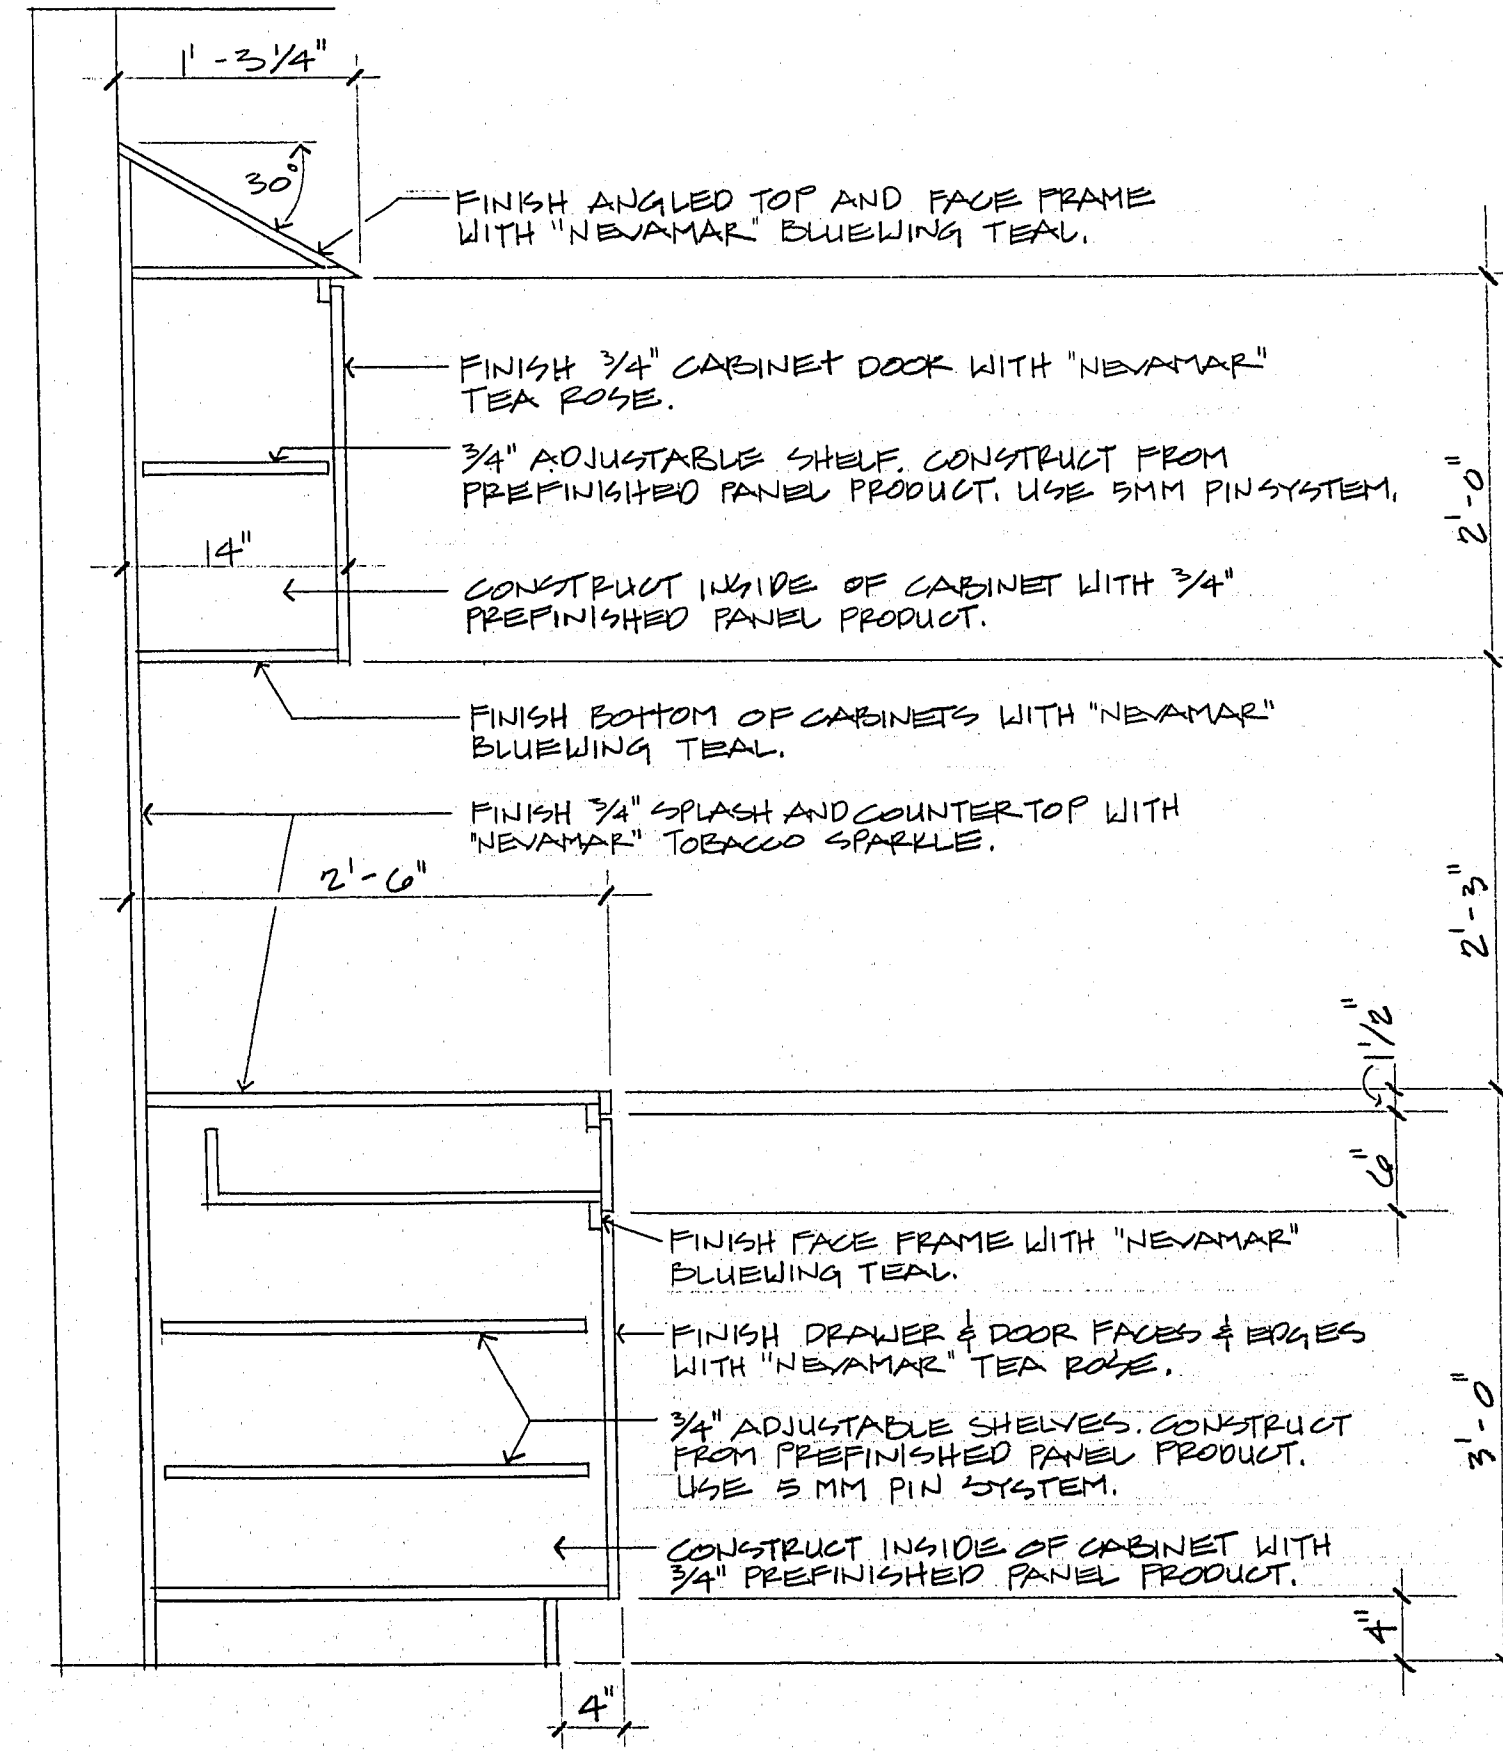 1'-3 1/4"
30°
FINISH ANGLED TOP AND FACE FRAME
WITH "NEVAMAR" BLUEWING TEAL.
FINISH 3/4" CABINET DOOR WITH "NEVAMAR"
TEA ROSE.
3/4" ADJUSTABLE SHELF. CONSTRUCT FROM
PREFINISHED PANEL PRODUCT. USE 5MM PIN SYSTEM.
2'-0"
14"
CONSTRUCT INSIDE OF CABINET WITH 3/4"
PREFINISHED PANEL PRODUCT.
FINISH BOTTOM OF CABINETS WITH "NEVAMAR"
BLUEWING TEAL.
FINISH 3/4" SPLASH AND COUNTERTOP WITH
"NEVAMAR" TOBACCO SPARKLE.
2'-6"
2'-3"
1 1/2"
6"
FINISH FACE FRAME WITH "NEVAMAR"
BLUEWING TEAL.
FINISH DRAWER & DOOR FACES & EDGES
WITH "NEVAMAR" TEA ROSE.
3/4" ADJUSTABLE SHELVES. CONSTRUCT
FROM PREFINISHED PANEL PRODUCT.
USE 5 MM PIN SYSTEM.
3'-0"
CONSTRUCT INSIDE OF CABINET WITH
3/4" PREFINISHED PANEL PRODUCT.
4"
4"